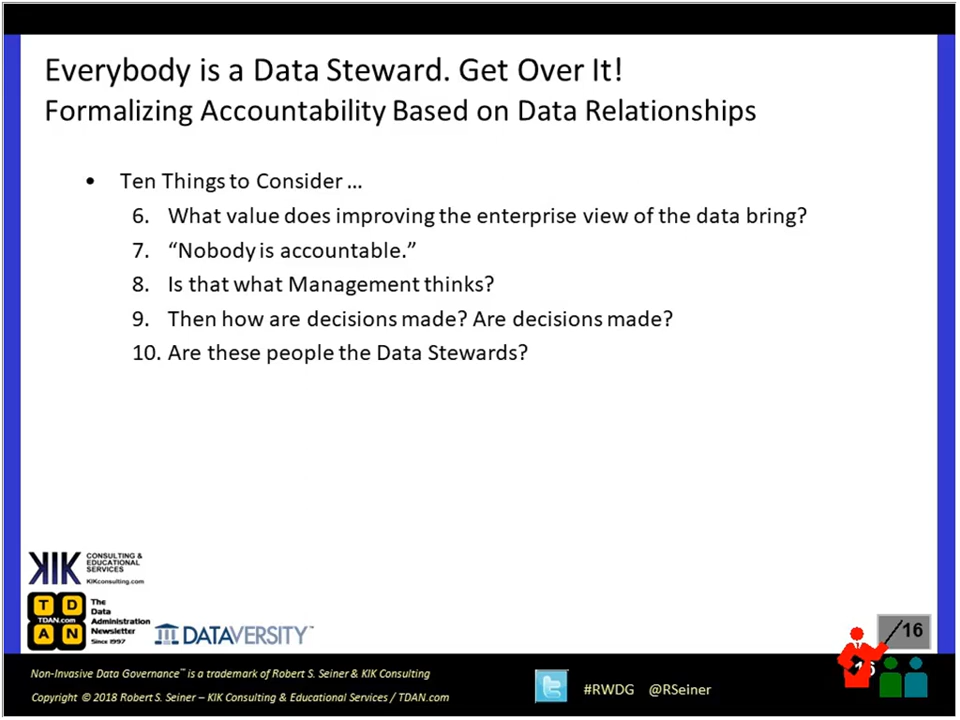 Everybody is a Data Steward. Get Over It!
Formalizing Accountability Based on Data Relationships
• Ten Things to Consider …
6. What value does improving the enterprise view of the data bring?
7. “Nobody is accountable.”
8. Is that what Management thinks?
9. Then how are decisions made? Are decisions made?
10. Are these people the Data Stewards?
KIK
CONSULTING &
EDUCATIONAL
SERVICES
KIKconsulting.com
T D
TDAN.com
A N
The
Data
Administration
Newsletter
Since 1997
DATAVERSITY™
/16
16
Non-Invasive Data Governance™ is a trademark of Robert S. Seiner & KIK Consulting
Copyright © 2018 Robert S. Seiner – KIK Consulting & Educational Services / TDAN.com
#RWDG @RSeiner